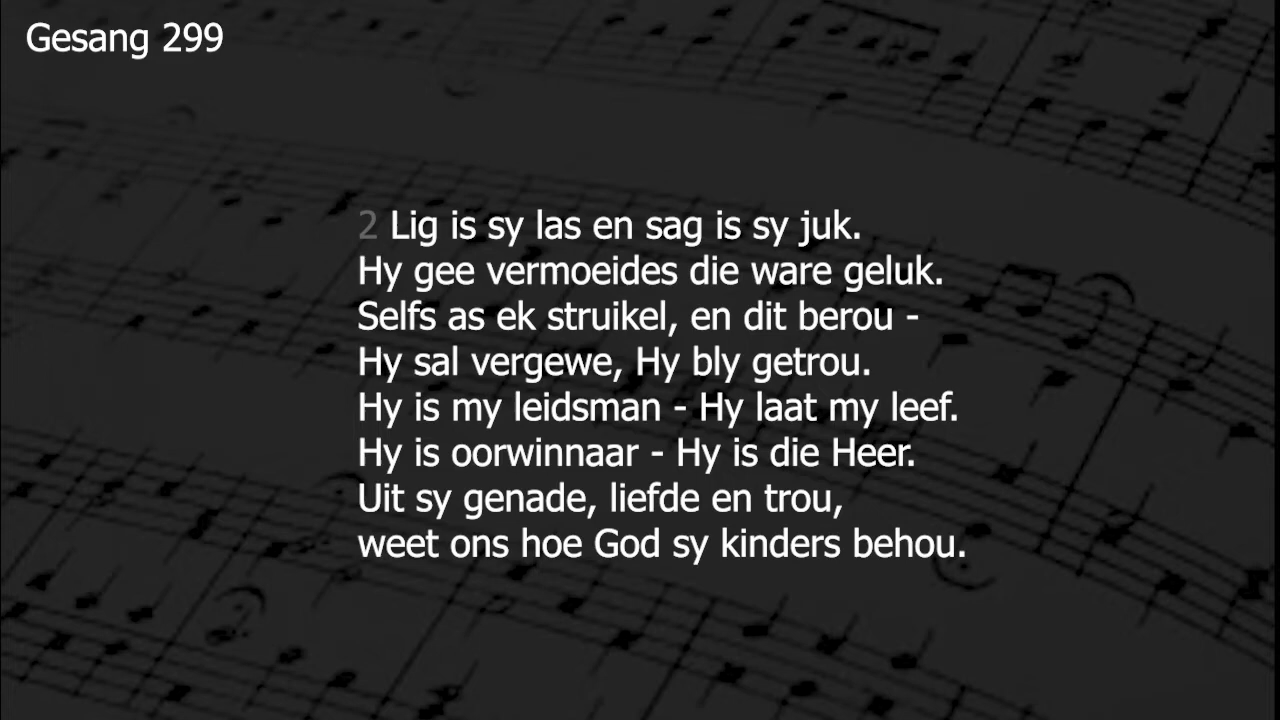 Gesang 299
2 Lig is sy las en sag is sy juk.
Hy gee vermoeides die ware geluk.
Selfs as ek struikel, en dit berou -
Hy sal vergewe, Hy bly getrou.
Hy is my leidsman - Hy laat my leef.
Hy is oorwinnaar - Hy is die Heer.
Uit sy genade, liefde en trou,
weet ons hoe God sy kinders behou.